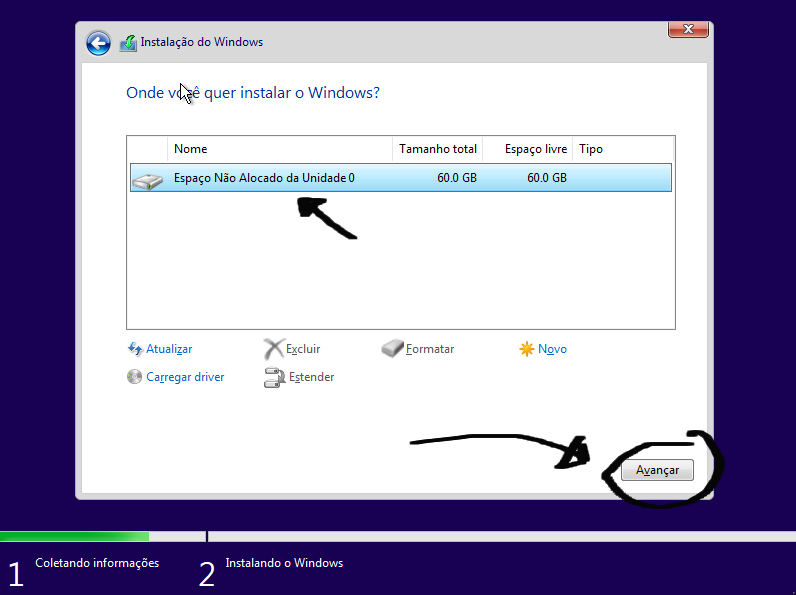 Instalação do Windows
Onde você quer instalar o Windows?
Nome Tamanho total Espaço livre Tipo
Espaço Não Alocado da Unidade 0 60.0 GB 60.0 GB
Atualizar Excluir Formatar Novo
Carregar driver Estender
Avançar
1 Coletando informações 2 Instalando o Windows